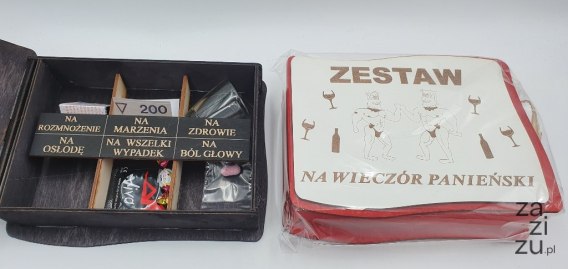 NA
ROZMNOŻENIE
NA
MARZENIA
NA
ZDROWIE
NA
OSŁODĘ
NA WSZELKI
WYPADEK
NA
BÓL GŁOWY
200
ZESTAW
NA WIECZÓR PANIEŃSKI
za
zi
zu.pl